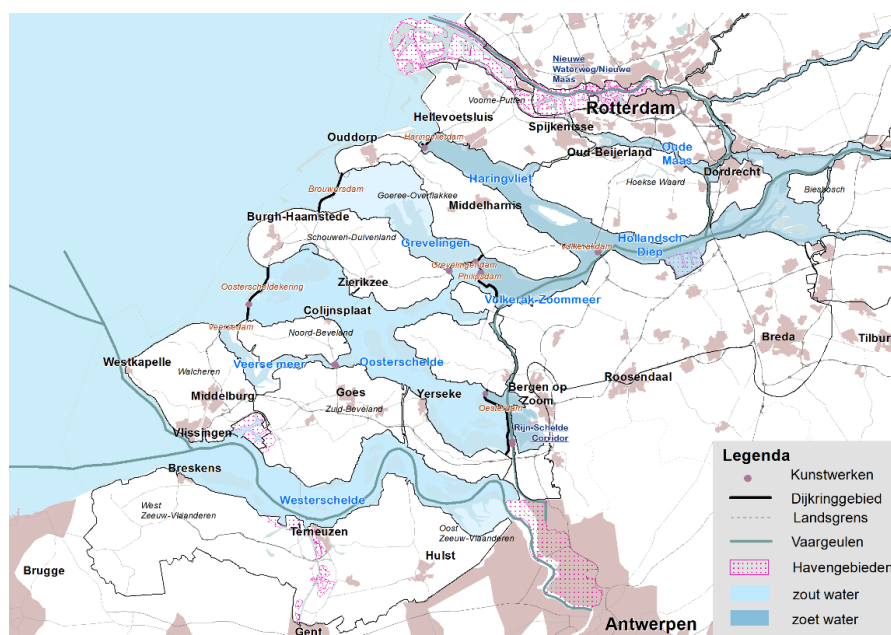 Nieuwe
Waterweg/Nieuwe
Maas
Voorne-Putten
Rotterdam
Hellevoetsluis
Spijkenisse
Ouddorp
Haringvlietdam
Oud-Beijerland
Oude
Maas
Dordrecht
Haringvliet
Hoekse Waard
Brouwersdam
Goeree-Overflakkee
Biesbosch
Middelharnis
Burgh-Haamstede
Schouwen-Duivenland
Grevelingen
Volkerakdam
Hollandsch
Diep
Grevelingendam
Philipsdam
Oosterscheldekering
Zierikzee
Volkerak-Zoommeer
Colijnsplaat
Veersedam
Noord-Beveland
Breda
Tilbur
Westkapelle
Walcheren
Veerse meer
Oosterschelde
Roosendaal
Middelburg
Goes
Yerseke
Bergen op
Zoom
Zuid-Beveland
Oesterdam
Vlissingen
Rijn-Schelde
Corridor
Breskens
Westerschelde
West
Zeeuw-Vlaanderen
Terneuzen
Oost
Zeeuw-Vlaanderen
Hulst
Brugge
Gent
Antwerpen
Legenda
Kunstwerken
Dijkringgebied
Landsgrens
Vaargeulen
Havengebieden
zout water
zoet water